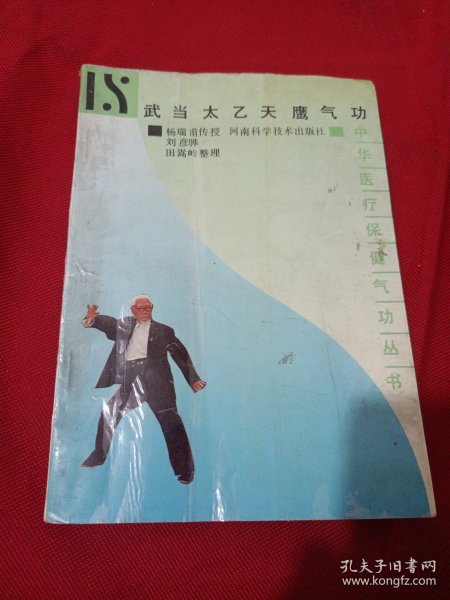 武当太乙天鹰气功
杨瑞甫传授 河南科学技术出版社
刘彦骅
田嵩岭整理
中华医疗保健气功丛书
孔夫子旧书网
www.kongfz.com